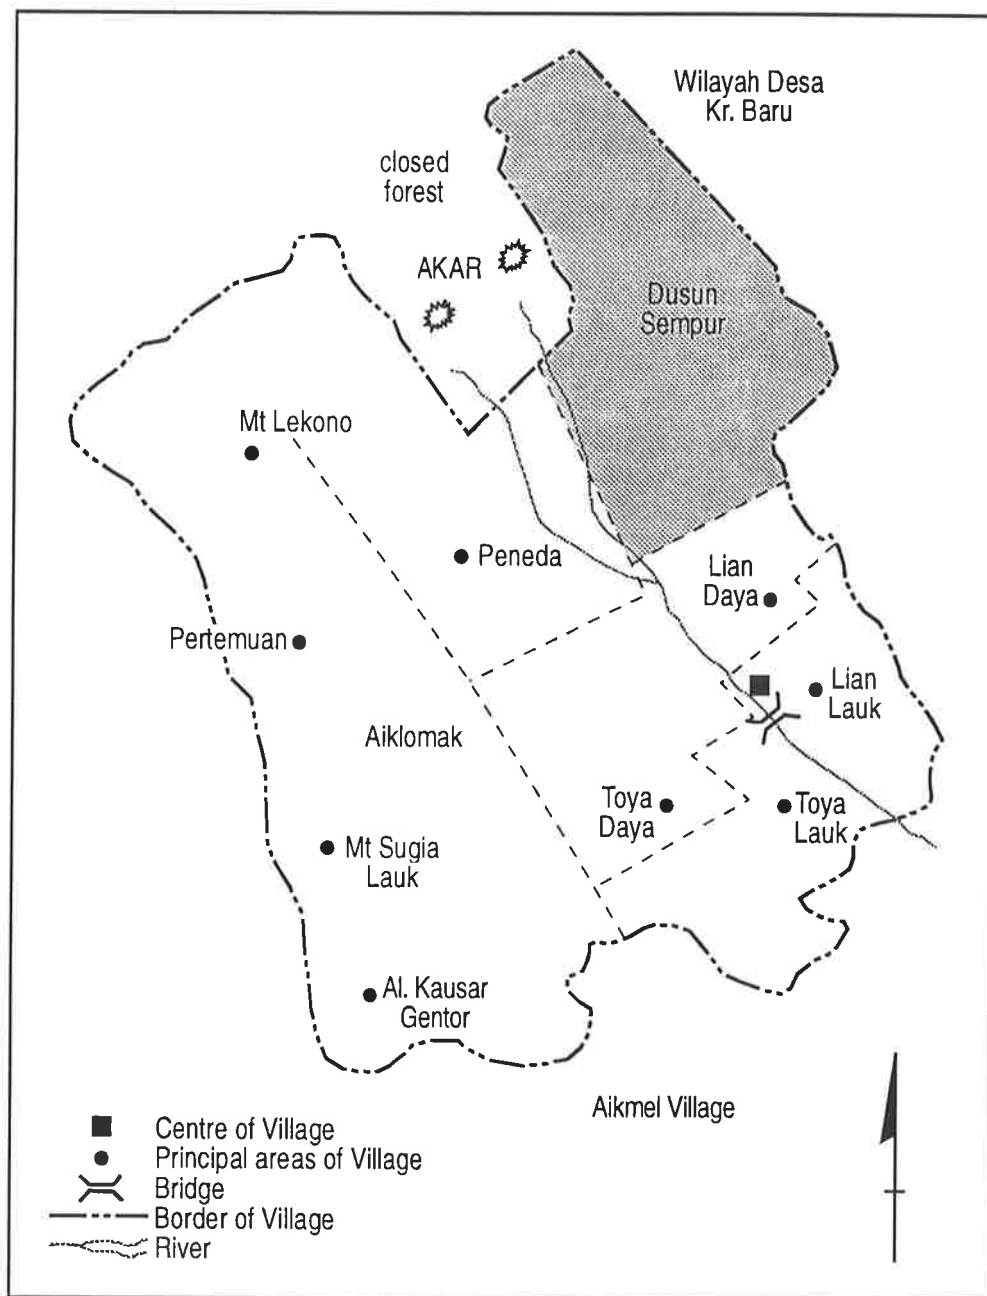 Wilayah Desa
Kr. Baru
closed
forest
AKAR
Dusun
Sempur
Mt Lekono
Peneda
Lian
Daya
Pertemuan
Lian
Lauk
Aiklomak
Toya
Daya
Toya
Lauk
Mt Sugia
Lauk
Al. Kausar
Gentor
Aikmel Village
Centre of Village
Principal areas of Village
Bridge
Border of Village
River